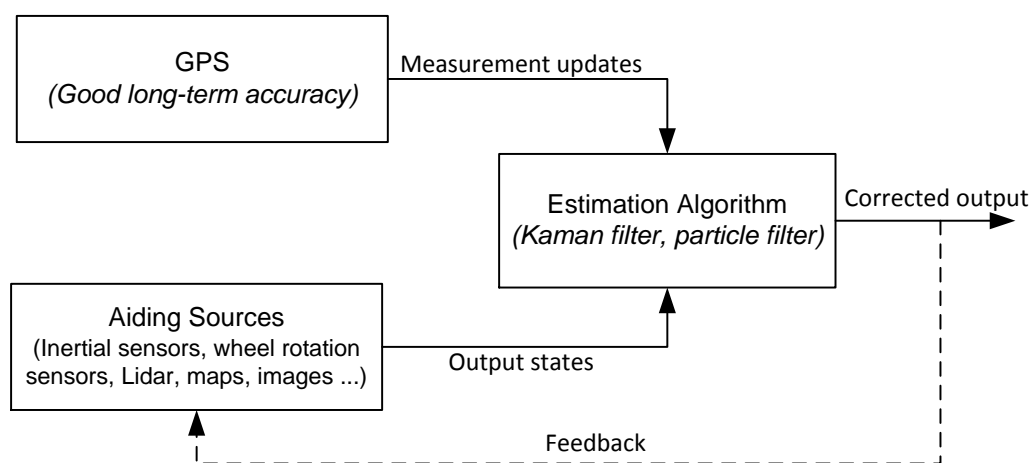 GPS
(Good long-term accuracy)
Measurement updates
Estimation Algorithm
(Kaman filter, particle filter)
Corrected output
Aiding Sources
(Inertial sensors, wheel rotation
sensors, Lidar, maps, images ...)
Output states
Feedback